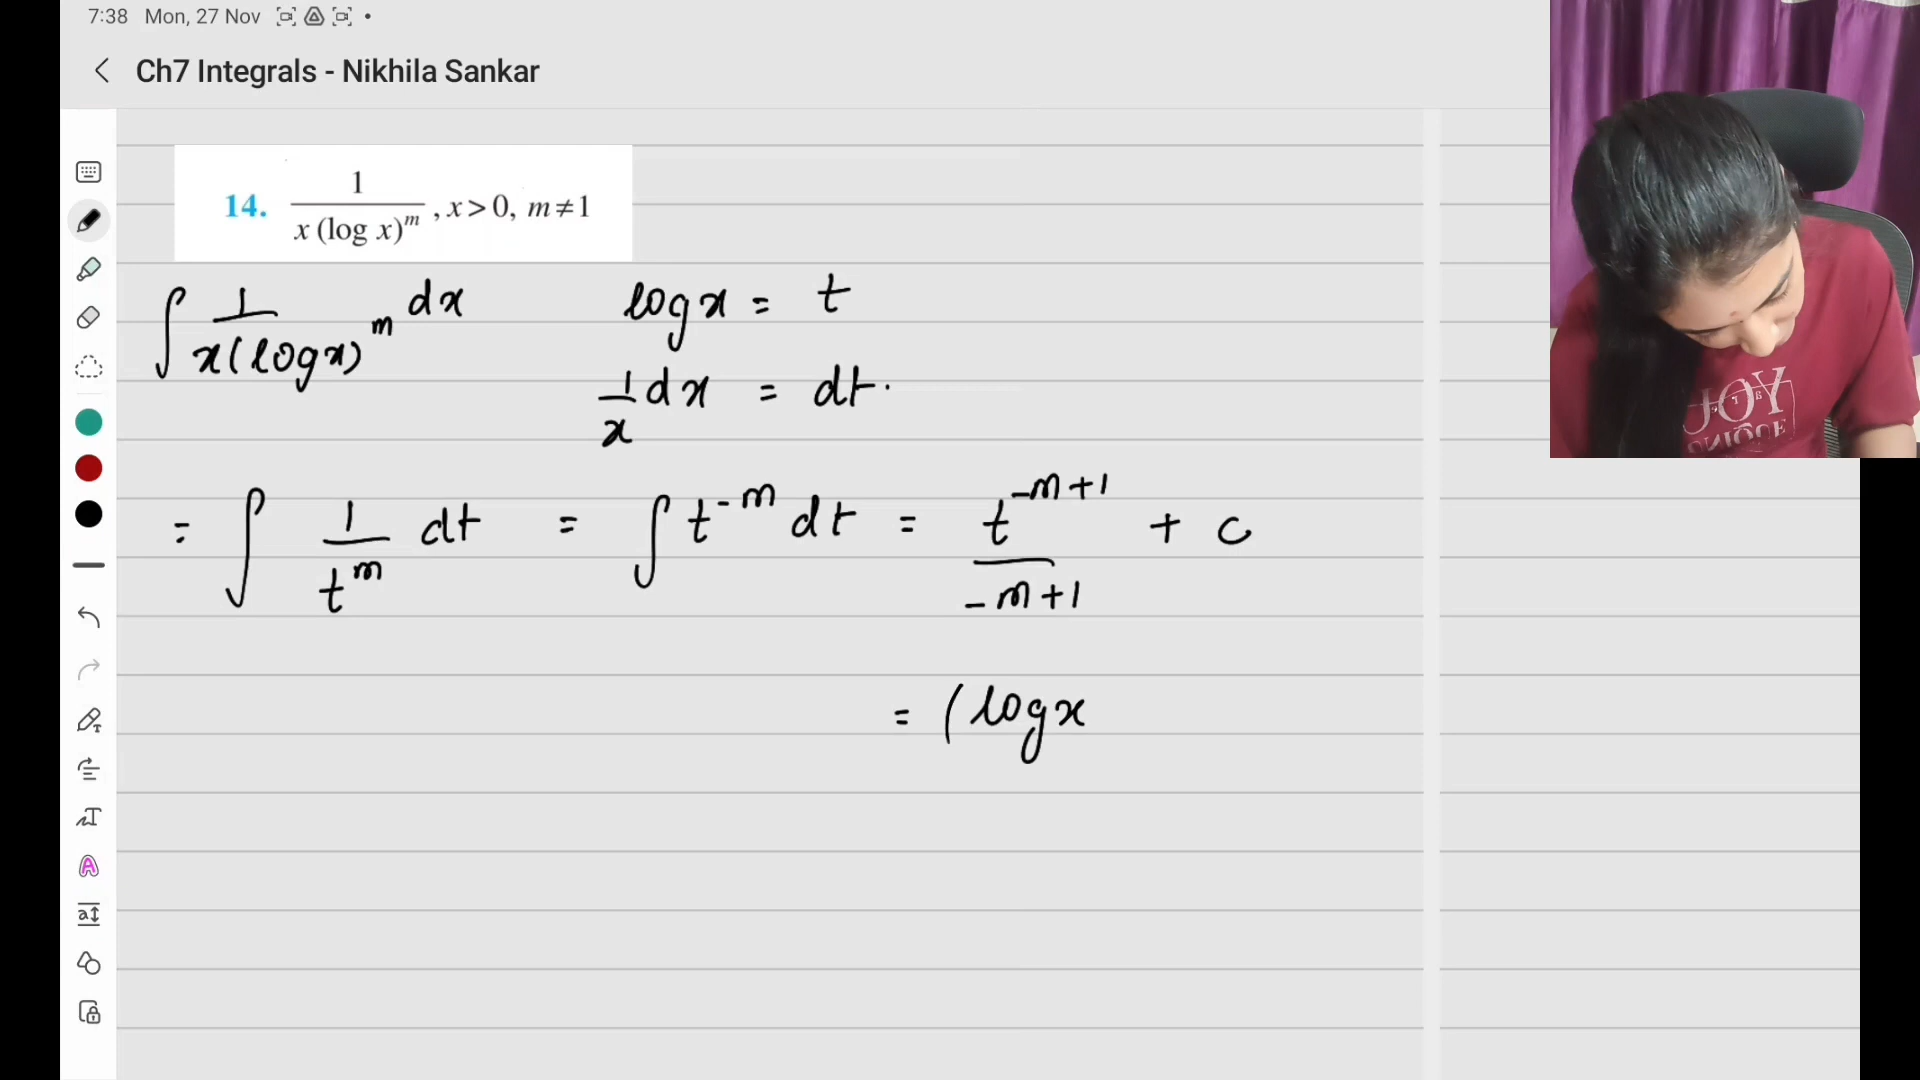 7:38 Mon, 27 Nov
Ch7 Integrals - Nikhila Sankar
14. 1/(x (log x)^m), x > 0, m ≠ 1
∫ 1/(x(log x)^m) dx
log x = t
1/x dx = dt.
= ∫ 1/t^m dt = ∫ t^-m dt = t^(-m+1)/(-m+1) + c
= (log x
JOY